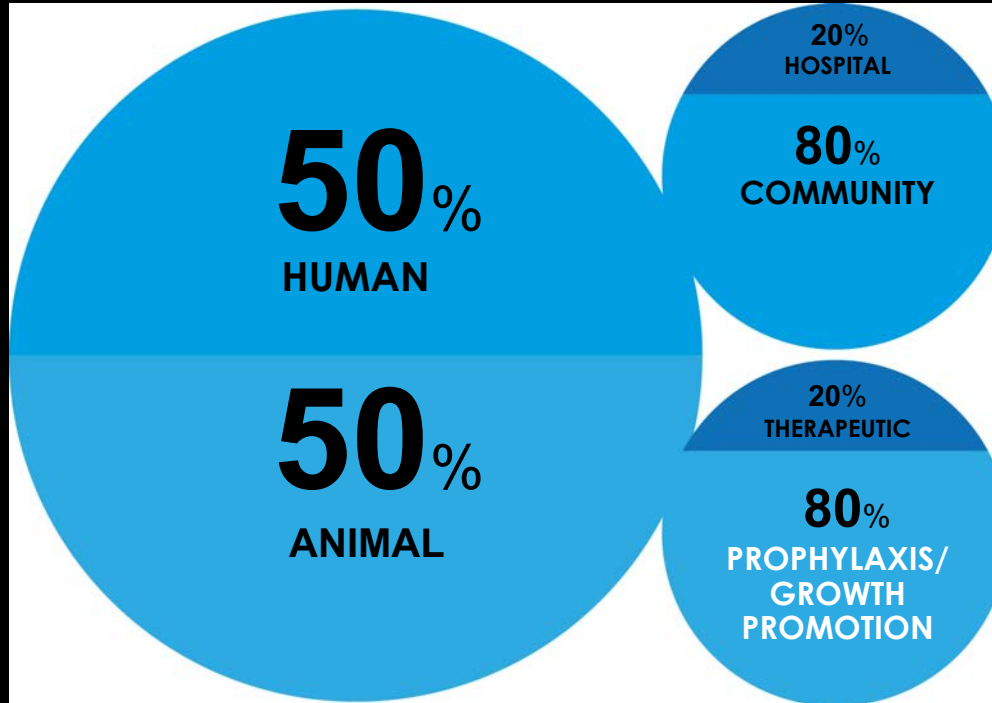 50%
HUMAN
50%
ANIMAL
20%
HOSPITAL
80%
COMMUNITY
20%
THERAPEUTIC
80%
PROPHYLAXIS/
GROWTH
PROMOTION